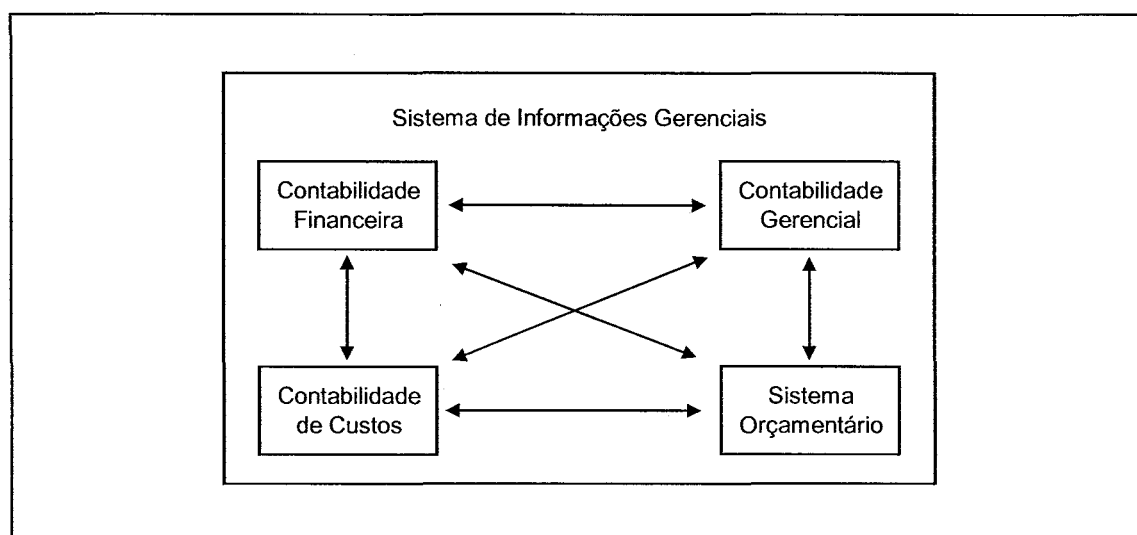 Sistema de Informações Gerenciais
Contabilidade
Financeira
Contabilidade
Gerencial
Contabilidade
de Custos
Sistema
Orçamentário